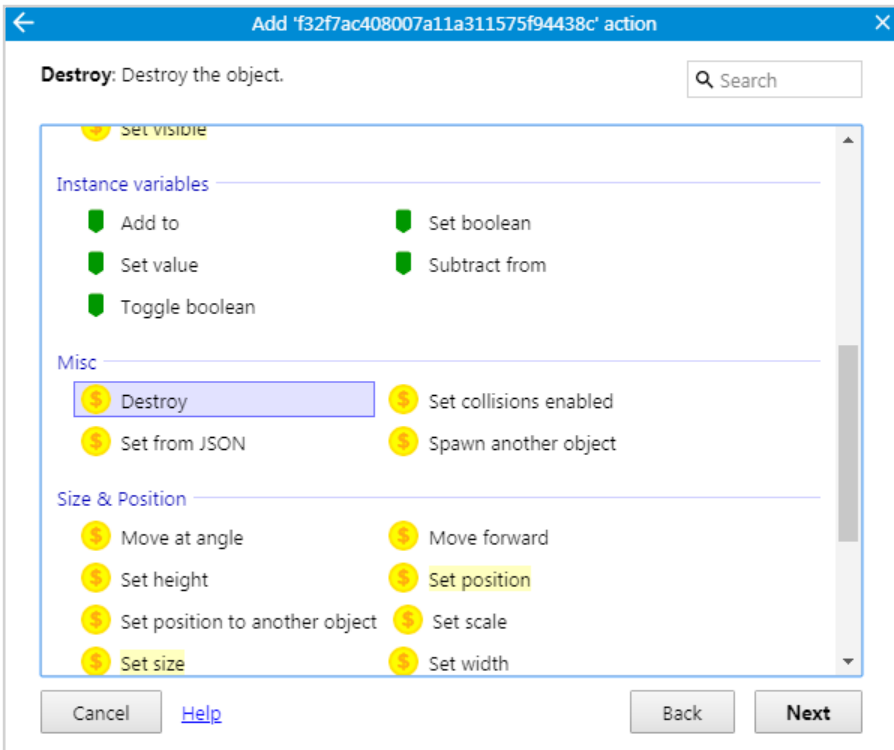 Add 'f32f7ac408007a11a311575f94438c' action
Destroy: Destroy the object.
Search
Set visible
Instance variables
Add to
Set boolean
Set value
Subtract from
Toggle boolean
Misc
Destroy
Set collisions enabled
Set from JSON
Spawn another object
Size & Position
Move at angle
Move forward
Set height
Set position
Set position to another object
Set scale
Set size
Set width
Cancel
Help
Back
Next